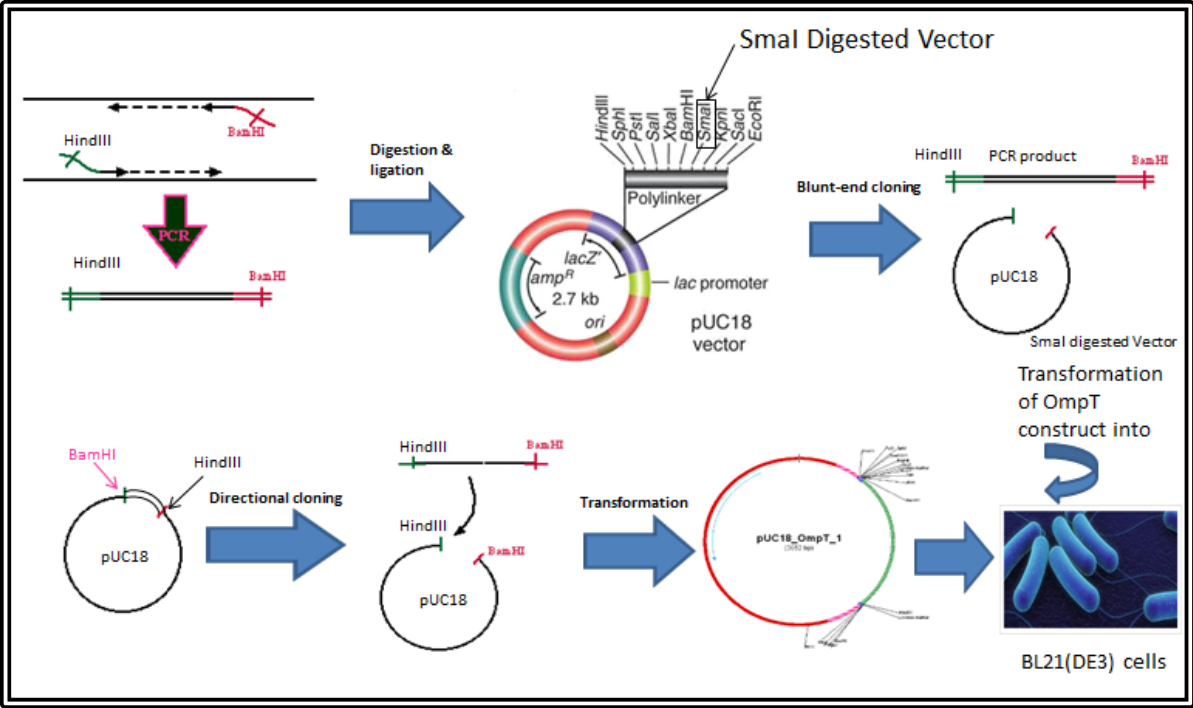 SmaI Digested Vector
BamHI
HindIII
PCR
HindIII
BamHI
Digestion &
ligation
HindIII
SphI
PstI
SalI
XbaI
BamHI
SmaI
KpnI
SacI
EcoRI
Polylinker
lacZ'
ampR
2.7 kb
ori
lac promoter
pUC18
vector
Blunt-end cloning
HindIII
PCR product
BamHI
pUC18
SmaI digested Vector
Transformation
of OmpT
construct into
BamHI
HindIII
pUC18
Directional cloning
HindIII
BamHI
HindIII
BamHI
pUC18
Transformation
pUC18_OmpT_1
BL21(DE3) cells